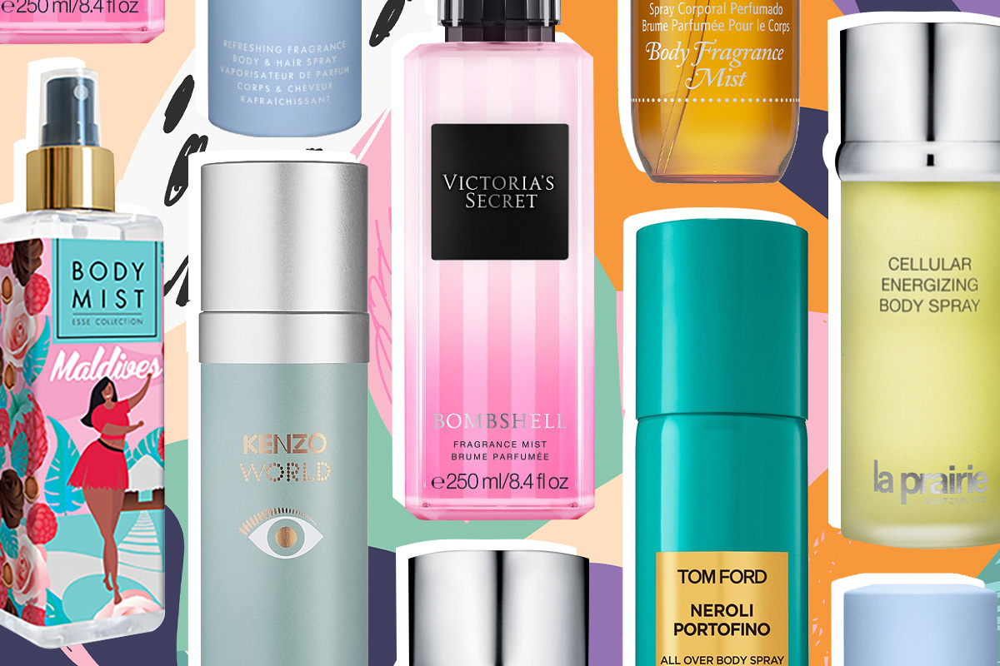 ℮250 ml/8.4 fl oz
REFRESHING FRAGRANCE
BODY & HAIR SPRAY
VAPORISATEUR DE PARFUM
CORPS & CHEVEUX
RAFRAÎCHISSANT
Spray Corporal Perfumado
Brume Parfumée Pour le Corps
Body Fragrance
Mist
BODY
MIST
ESSE COLLECTION
Maldives
KENZO
WORLD
VICTORIA'S
SECRET
BOMBSHELL
FRAGRANCE MIST
BRUME PARFUMÉE
℮250 ml/8.4 fl oz
TOM FORD
NEROLI
PORTOFINO
ALL OVER BODY SPRAY
CELLULAR
ENERGIZING
BODY SPRAY
la prairie
SWITZERLAND